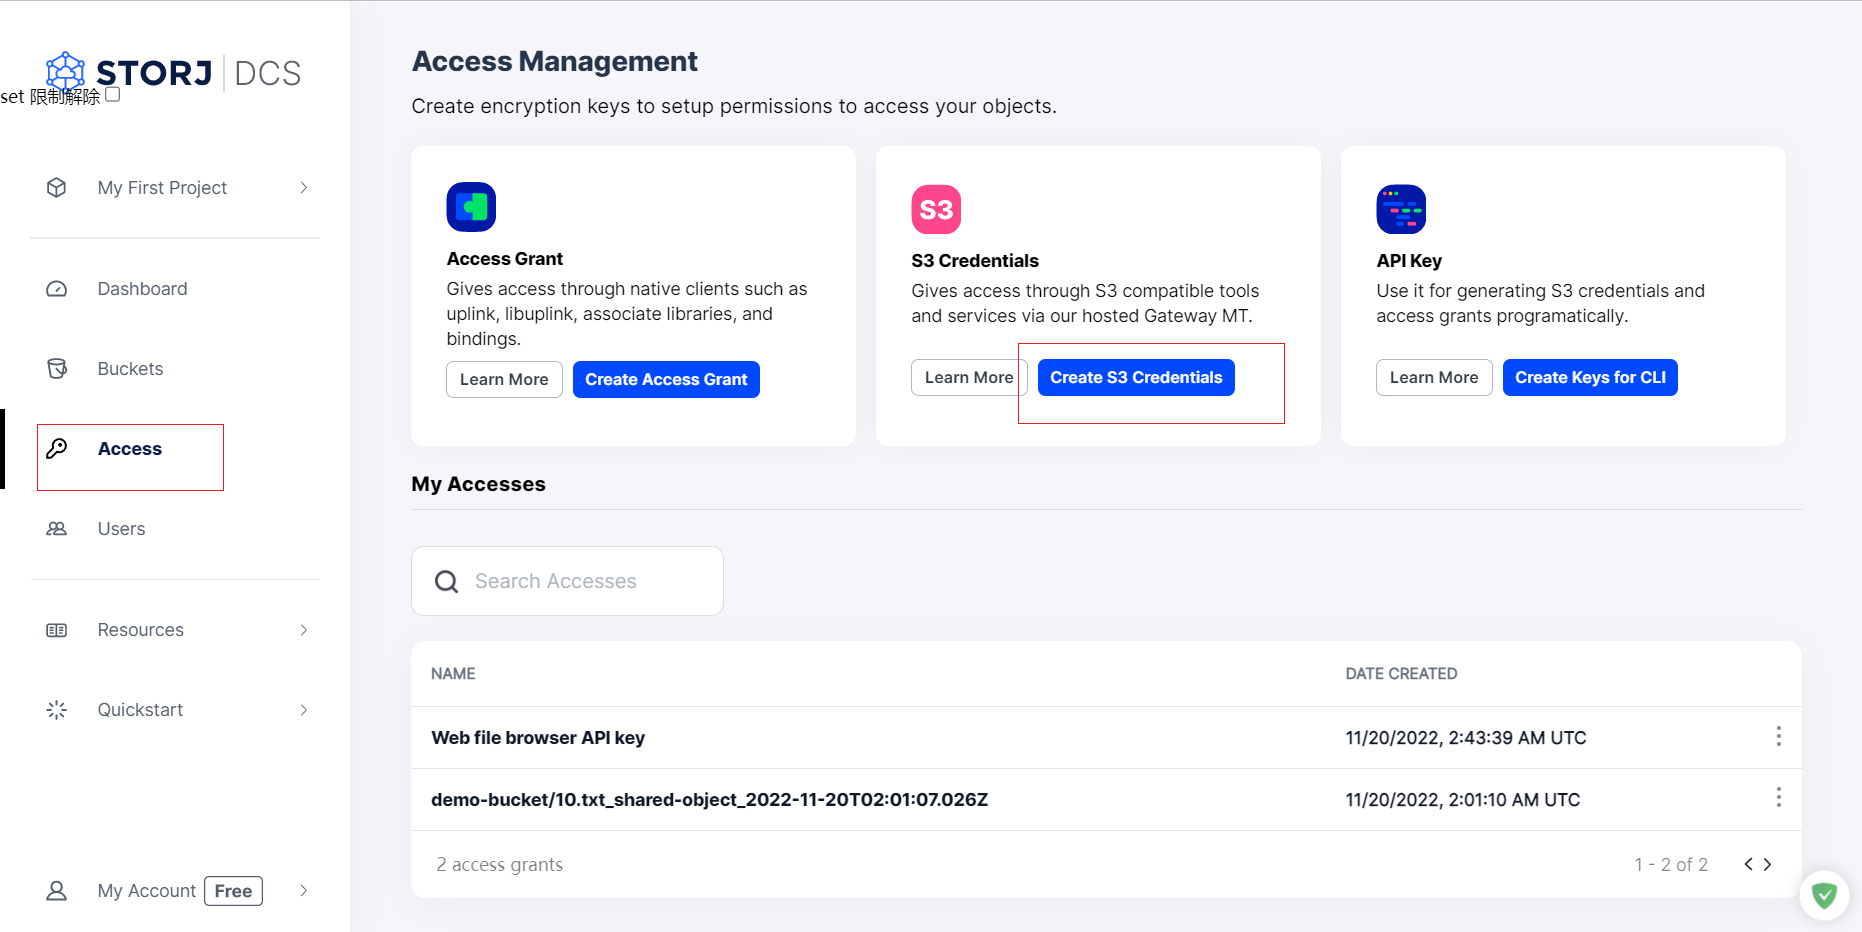 STORJ DCS
set 限制解除
My First Project
Dashboard
Buckets
Access
Users
Resources
Quickstart
My Account Free
Access Management
Create encryption keys to setup permissions to access your objects.
Access Grant
Gives access through native clients such as
uplink, libuplink, associate libraries, and
bindings.
Learn More
Create Access Grant
S3
S3 Credentials
Gives access through S3 compatible tools
and services via our hosted Gateway MT.
Learn More
Create S3 Credentials
API Key
Use it for generating S3 credentials and
access grants programatically.
Learn More
Create Keys for CLI
My Accesses
Search Accesses
NAME DATE CREATED
Web file browser API key 11/20/2022, 2:43:39 AM UTC
demo-bucket/10.txt_shared-object_2022-11-20T02:01:07.026Z 11/20/2022, 2:01:10 AM UTC
2 access grants 1 - 2 of 2